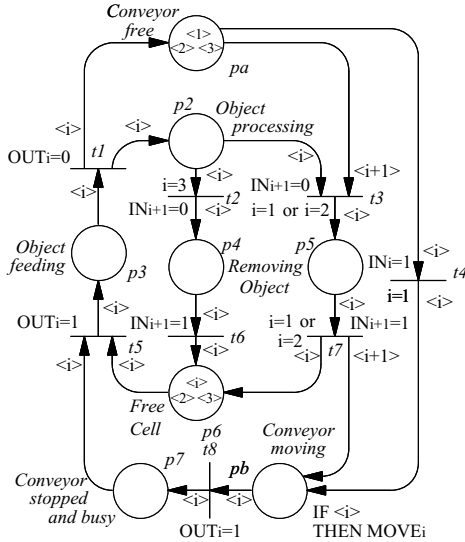 Conveyor
free
<1>
<2> <3>
pa
<i>
<i>
p2
Object
processing
OUTi=0
t1
<i>
i=3
<i>
t2
INi+1=0
<i>
<i>
INi+1=0
<i+1>
t3
i=1 or i=2
<i>
Object
feeding
p3
p4
Removing
Object
p5
INi=1
<i>
t4
i=1
<i>
OUTi=1
<i>
t5
<i>
<i>
INi+1=1
<i>
t6
<i>
<i>
i=1 or
i=2
INi+1=1
t7
<i>
<i+1>
<i>
<2> <3>
Free
Cell
p6
t8
Conveyor
moving
Conveyor
stopped
and busy
p7
<i>
pb
<i>
OUTi=1
IF <i>
THEN MOVEi